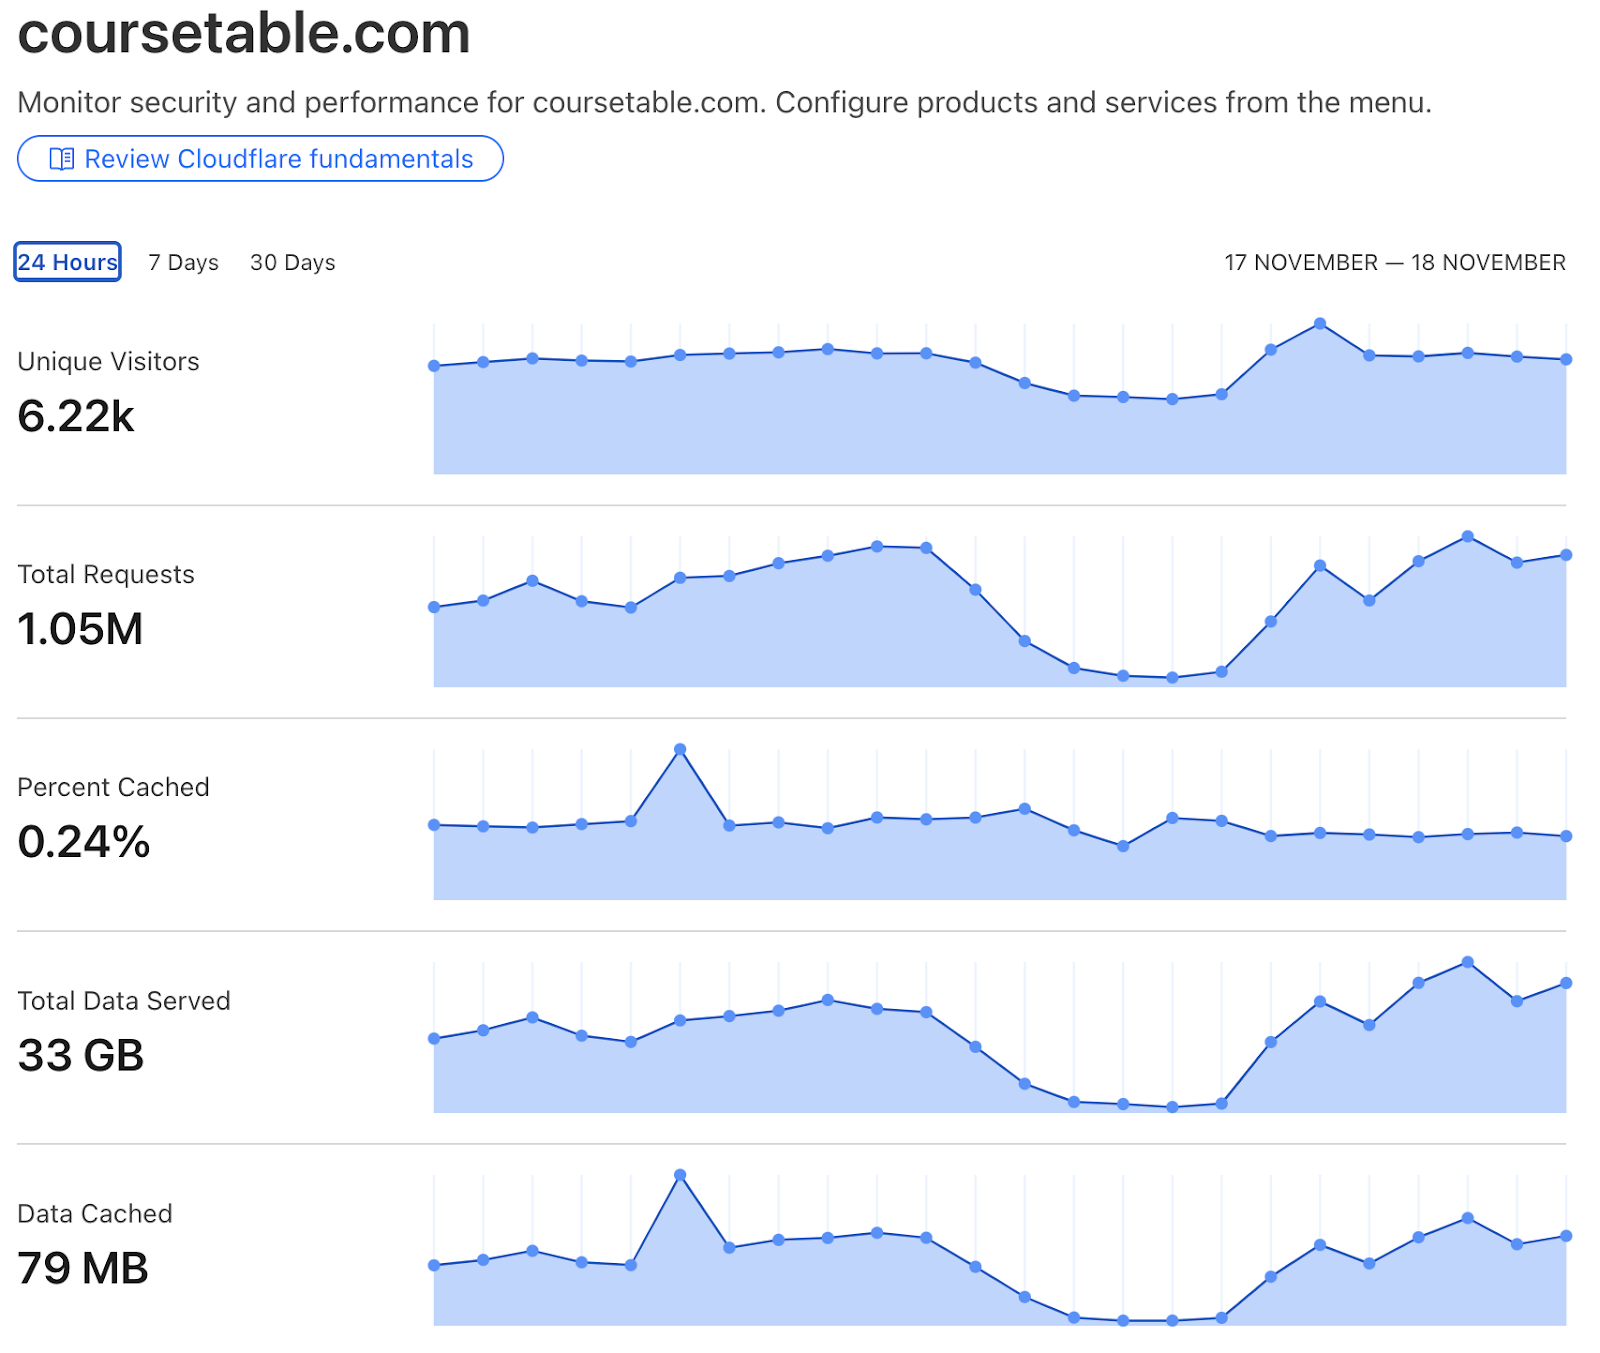 coursetable.com
Monitor security and performance for coursetable.com. Configure products and services from the menu.
Review Cloudflare fundamentals
24 Hours 7 Days 30 Days 17 NOVEMBER — 18 NOVEMBER
Unique Visitors
6.22k
Total Requests
1.05M
Percent Cached
0.24%
Total Data Served
33 GB
Data Cached
79 MB